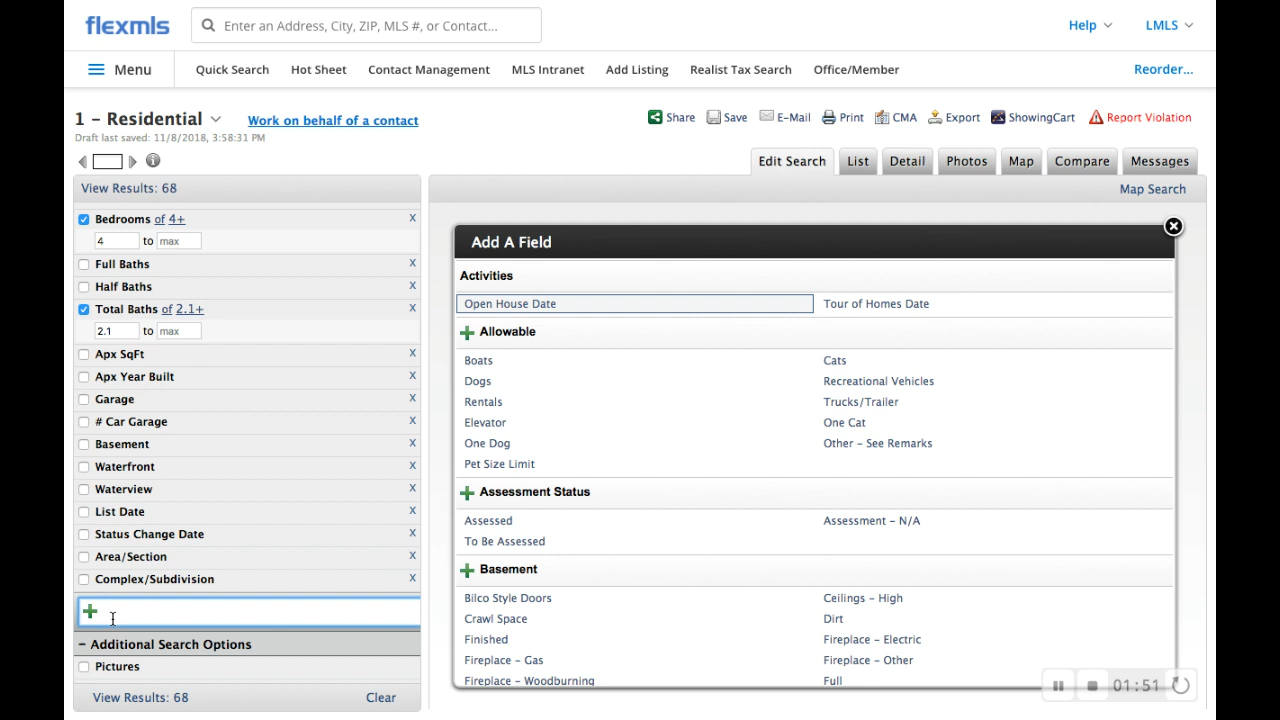 flexmls
Enter an Address, City, ZIP, MLS #, or Contact...
Help
LMLS
Menu
Quick Search
Hot Sheet
Contact Management
MLS Intranet
Add Listing
Realist Tax Search
Office/Member
Reorder...
1 – Residential
Work on behalf of a contact
Draft last saved: 11/8/2018, 3:58:31 PM
Share
Save
E-Mail
Print
CMA
Export
ShowingCart
Report Violation
Edit Search
List
Detail
Photos
Map
Compare
Messages
View Results: 68
Map Search
Bedrooms of 4+ X
4 to max
Full Baths X
Half Baths X
Total Baths of 2.1+ X
2.1 to max
Apx SqFt X
Apx Year Built X
Garage X
# Car Garage X
Basement X
Waterfront X
Waterview X
List Date X
Status Change Date X
Area/Section X
Complex/Subdivision X
– Additional Search Options
Pictures
View Results: 68
Clear
Add A Field
Activities
Open House Date
Tour of Homes Date
Allowable
Boats
Cats
Dogs
Recreational Vehicles
Rentals
Trucks/Trailer
Elevator
One Cat
One Dog
Other – See Remarks
Pet Size Limit
Assessment Status
Assessed
Assessment – N/A
To Be Assessed
Basement
Bilco Style Doors
Ceilings – High
Crawl Space
Dirt
Finished
Fireplace – Electric
Fireplace – Gas
Fireplace – Other
Fireplace – Woodburning
Full
01:51